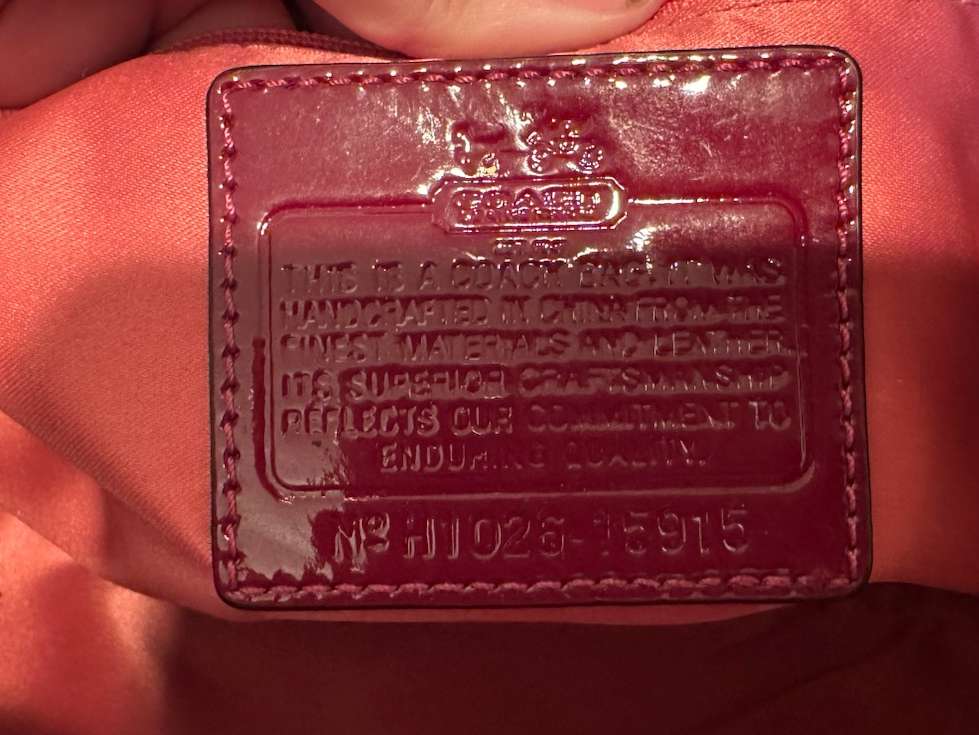 COACH
THIS IS A COACH BAG. IT WAS
HANDCRAFTED IN CHINA FROM THE
FINEST MATERIALS AND LEATHER.
ITS SUPERIOR CRAFTSMANSHIP
REFLECTS OUR COMMITMENT TO
ENDURING QUALITY.
Nº H1026-15915